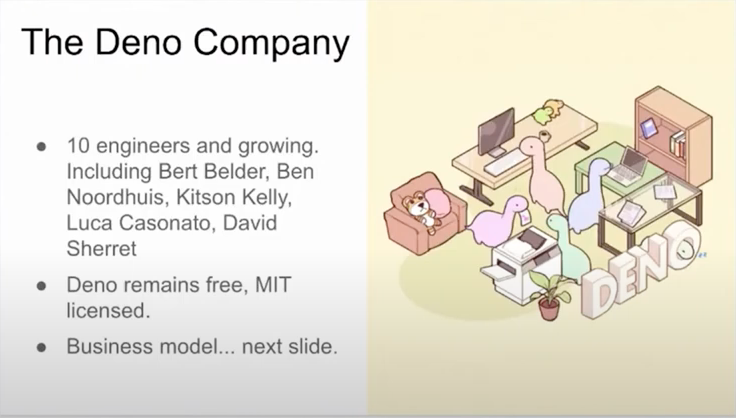 The Deno Company
● 10 engineers and growing.
Including Bert Belder, Ben
Noordhuis, Kitson Kelly,
Luca Casonato, David
Sherret
● Deno remains free, MIT
licensed.
● Business model... next slide.
DENO